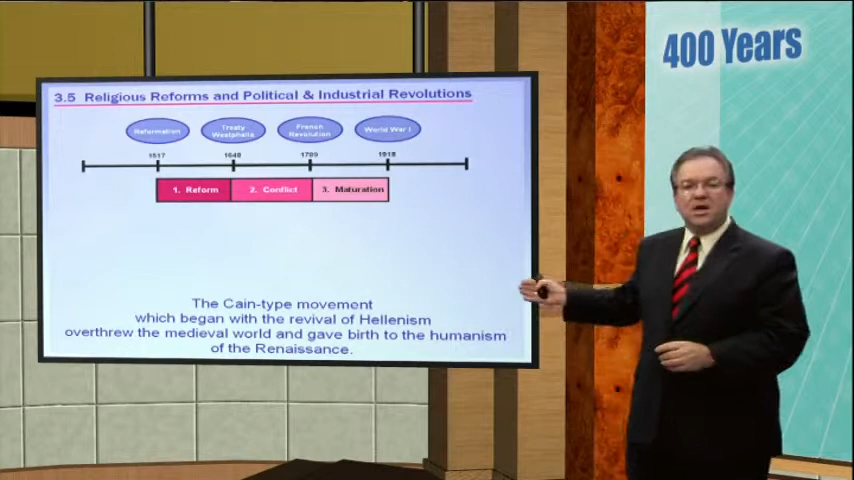 400 Years
3.5 Religious Reforms and Political & Industrial Revolutions
Reformation
Treaty
Westphalia
French
Revolution
World War I
1517
1648
1789
1918
1. Reform
2. Conflict
3. Maturation
The Cain-type movement
which began with the revival of Hellenism
overthrew the medieval world and gave birth to the humanism
of the Renaissance.